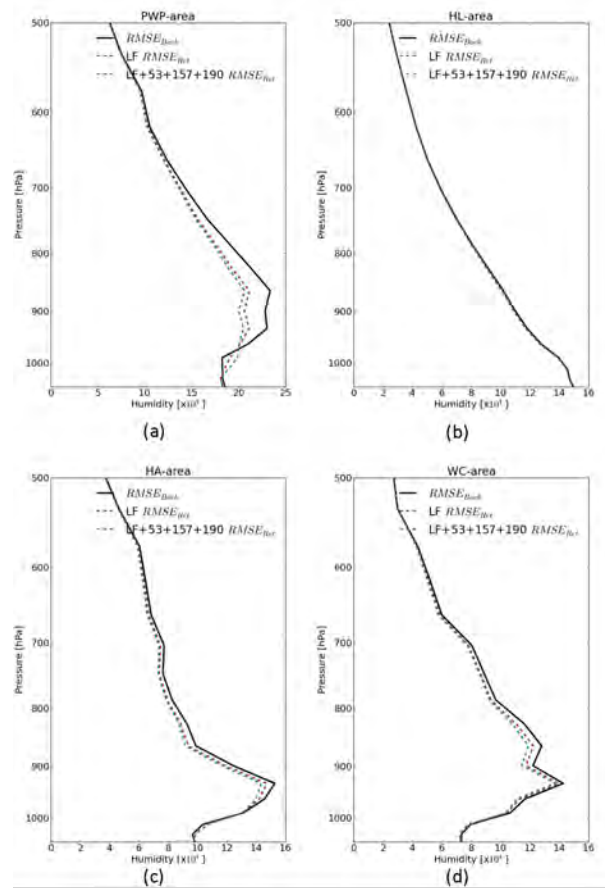 PWP-area
RMSE_Back
LF RMSE_Ret
LF+53+157+190 RMSE_Ret
Pressure [hPa]
500
600
700
800
900
1000
0 5 10 15 20 25
Humidity [x10³ ]
(a)
HL-area
RMSE_Back
LF RMSE_Ret
LF+53+157+190 RMSE_Ret
Pressure [hPa]
500
600
700
800
900
1000
0 2 4 6 8 10 12 14 16
Humidity [x10³ ]
(b)
HA-area
RMSE_Back
LF RMSE_Ret
LF+53+157+190 RMSE_Ret
Pressure [hPa]
500
600
700
800
900
1000
0 2 4 6 8 10 12 14 16
Humidity [x10³ ]
(c)
WC-area
RMSE_Back
LF RMSE_Ret
LF+53+157+190 RMSE_Ret
Pressure [hPa]
500
600
700
800
900
1000
0 2 4 6 8 10 12 14 16
Humidity [x10³ ]
(d)